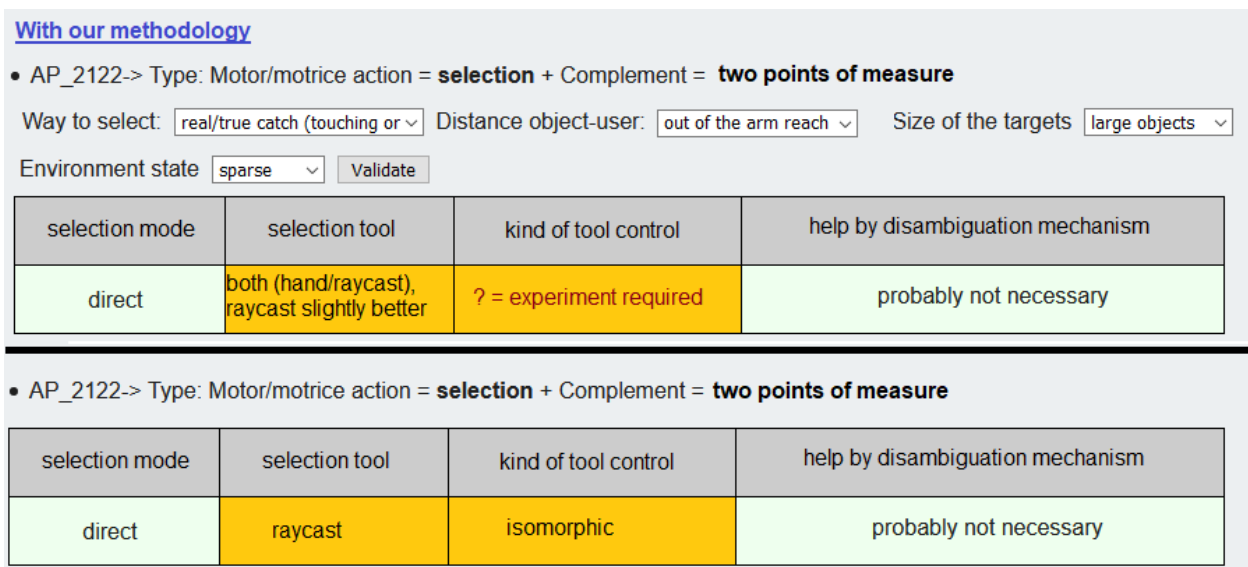 With our methodology
• AP_2122-> Type: Motor/motrice action = selection + Complement = two points of measure
Way to select: real/true catch (touching or Distance object-user: out of the arm reach Size of the targets large objects
Environment state sparse Validate
selection mode selection tool kind of tool control help by disambiguation mechanism
direct both (hand/raycast), raycast slightly better ? = experiment required probably not necessary
• AP_2122-> Type: Motor/motrice action = selection + Complement = two points of measure
selection mode selection tool kind of tool control help by disambiguation mechanism
direct raycast isomorphic probably not necessary